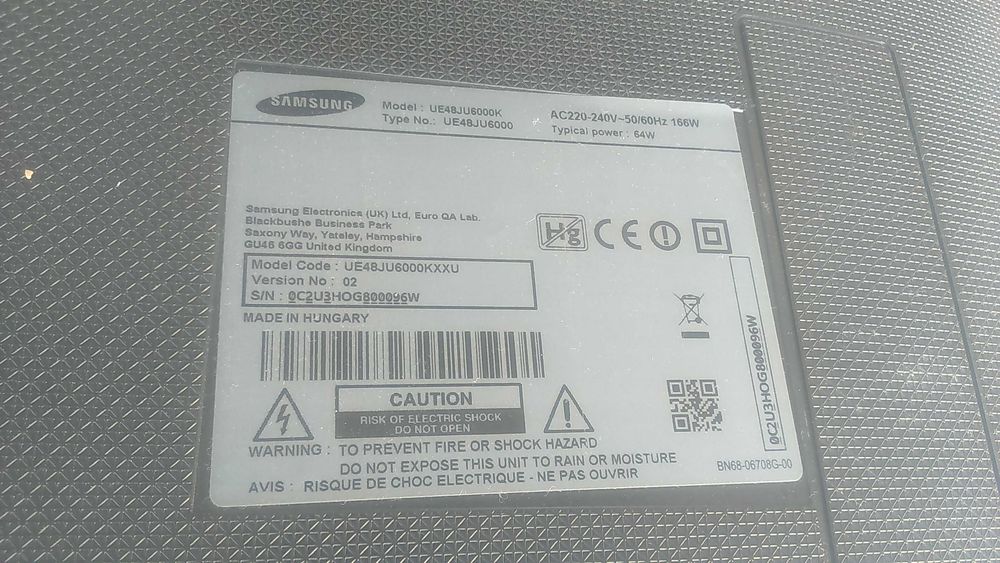 SAMSUNG
Model : UE48JU6000K
Type No.: UE48JU6000
AC220-240V~50/60Hz 166W
Typical power : 64W
Samsung Electronics (UK) Ltd, Euro QA Lab.
Blackbushe Business Park
Saxony Way, Yateley, Hampshire
GU46 6GG United Kingdom
Hg
CE
Model Code : UE48JU6000KXXU
Version No : 02
S/N : 0C2U3HOG800096W
MADE IN HUNGARY
0C2U3HOG800096W
CAUTION
RISK OF ELECTRIC SHOCK
DO NOT OPEN
WARNING : TO PREVENT FIRE OR SHOCK HAZARD
DO NOT EXPOSE THIS UNIT TO RAIN OR MOISTURE
AVIS : RISQUE DE CHOC ELECTRIQUE - NE PAS OUVRIR
BN68-06708G-00